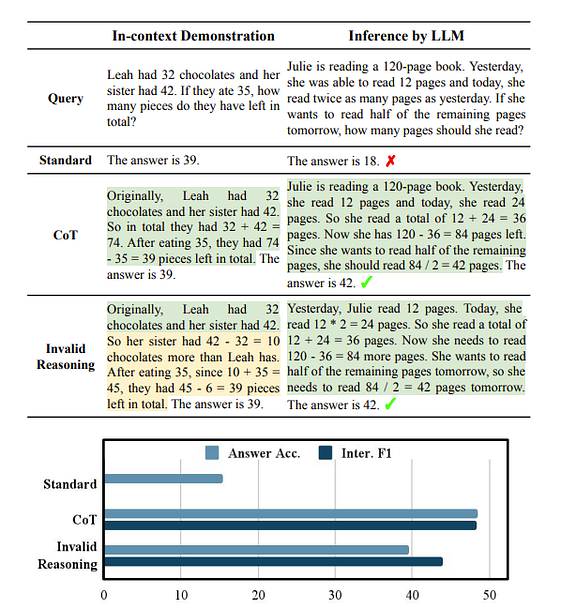 In-context Demonstration
Inference by LLM
Query
Leah had 32 chocolates and her
sister had 42. If they ate 35, how
many pieces do they have left in
total?
Julie is reading a 120-page book. Yesterday,
she was able to read 12 pages and today, she
read twice as many pages as yesterday. If she
wants to read half of the remaining pages
tomorrow, how many pages should she read?
Standard
The answer is 39.
The answer is 18. ✗
CoT
Originally, Leah had 32
chocolates and her sister had 42.
So in total they had 32 + 42 =
74. After eating 35, they had 74
- 35 = 39 pieces left in total. The
answer is 39.
Julie is reading a 120-page book. Yesterday,
she read 12 pages and today, she read 24
pages. So she read a total of 12 + 24 = 36
pages. Now she has 120 - 36 = 84 pages left.
Since she wants to read half of the remaining
pages, she should read 84 / 2 = 42 pages. The
answer is 42. ✓
Invalid
Reasoning
Originally, Leah had 32
chocolates and her sister had 42.
So her sister had 42 - 32 = 10
chocolates more than Leah has.
After eating 35, since 10 + 35 =
45, they had 45 - 6 = 39 pieces
left in total. The answer is 39.
Yesterday, Julie read 12 pages. Today, she
read 12 * 2 = 24 pages. So she read a total of
12 + 24 = 36 pages. Now she needs to read
120 - 36 = 84 more pages. She wants to read
half of the remaining pages tomorrow, so she
needs to read 84 / 2 = 42 pages tomorrow.
The answer is 42. ✓
Answer Acc.
Inter. F1
Standard
CoT
Invalid
Reasoning
0 10 20 30 40 50